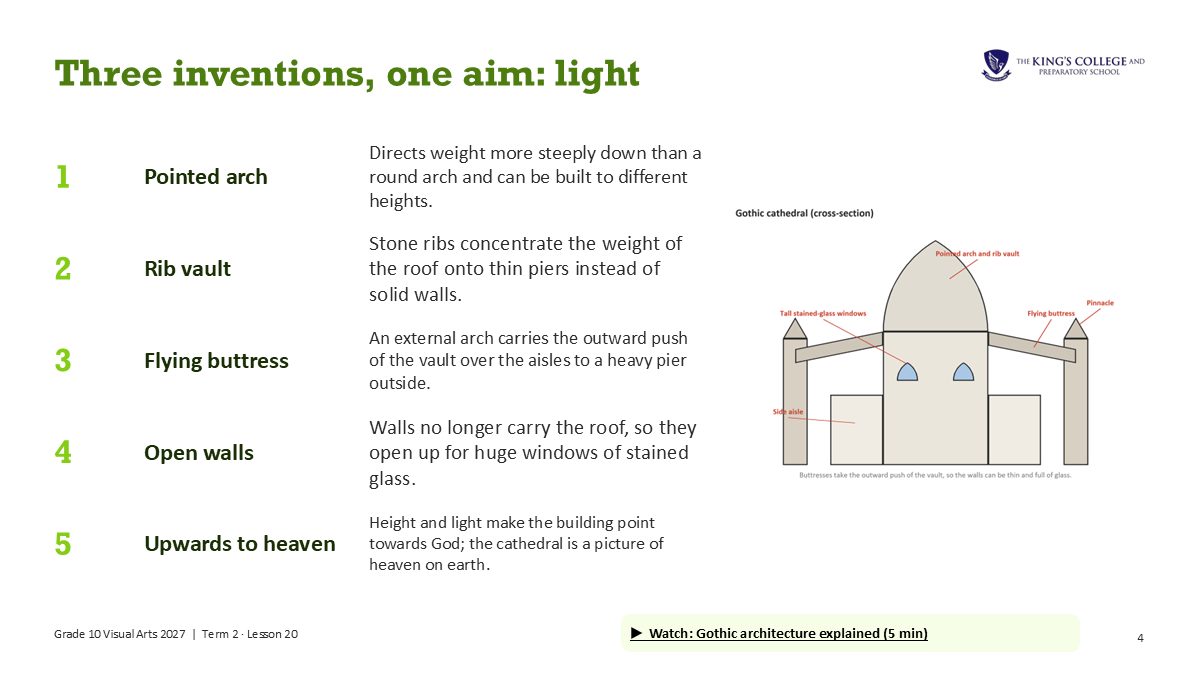 Three inventions, one aim: light
THE KING'S COLLEGE AND
PREPARATORY SCHOOL
1
Pointed arch
Directs weight more steeply down than a
round arch and can be built to different
heights.
2
Rib vault
Stone ribs concentrate the weight of
the roof onto thin piers instead of
solid walls.
3
Flying buttress
An external arch carries the outward push
of the vault over the aisles to a heavy pier
outside.
4
Open walls
Walls no longer carry the roof, so they
open up for huge windows of stained
glass.
5
Upwards to heaven
Height and light make the building point
towards God; the cathedral is a picture of
heaven on earth.
Gothic cathedral (cross-section)
Pointed arch and rib vault
Pinnacle
Tall stained-glass windows
Flying buttress
Side aisle
Buttresses take the outward push of the vault, so the walls can be thin and full of glass.
Grade 10 Visual Arts 2027 | Term 2 · Lesson 20
▶ Watch: Gothic architecture explained (5 min)
4